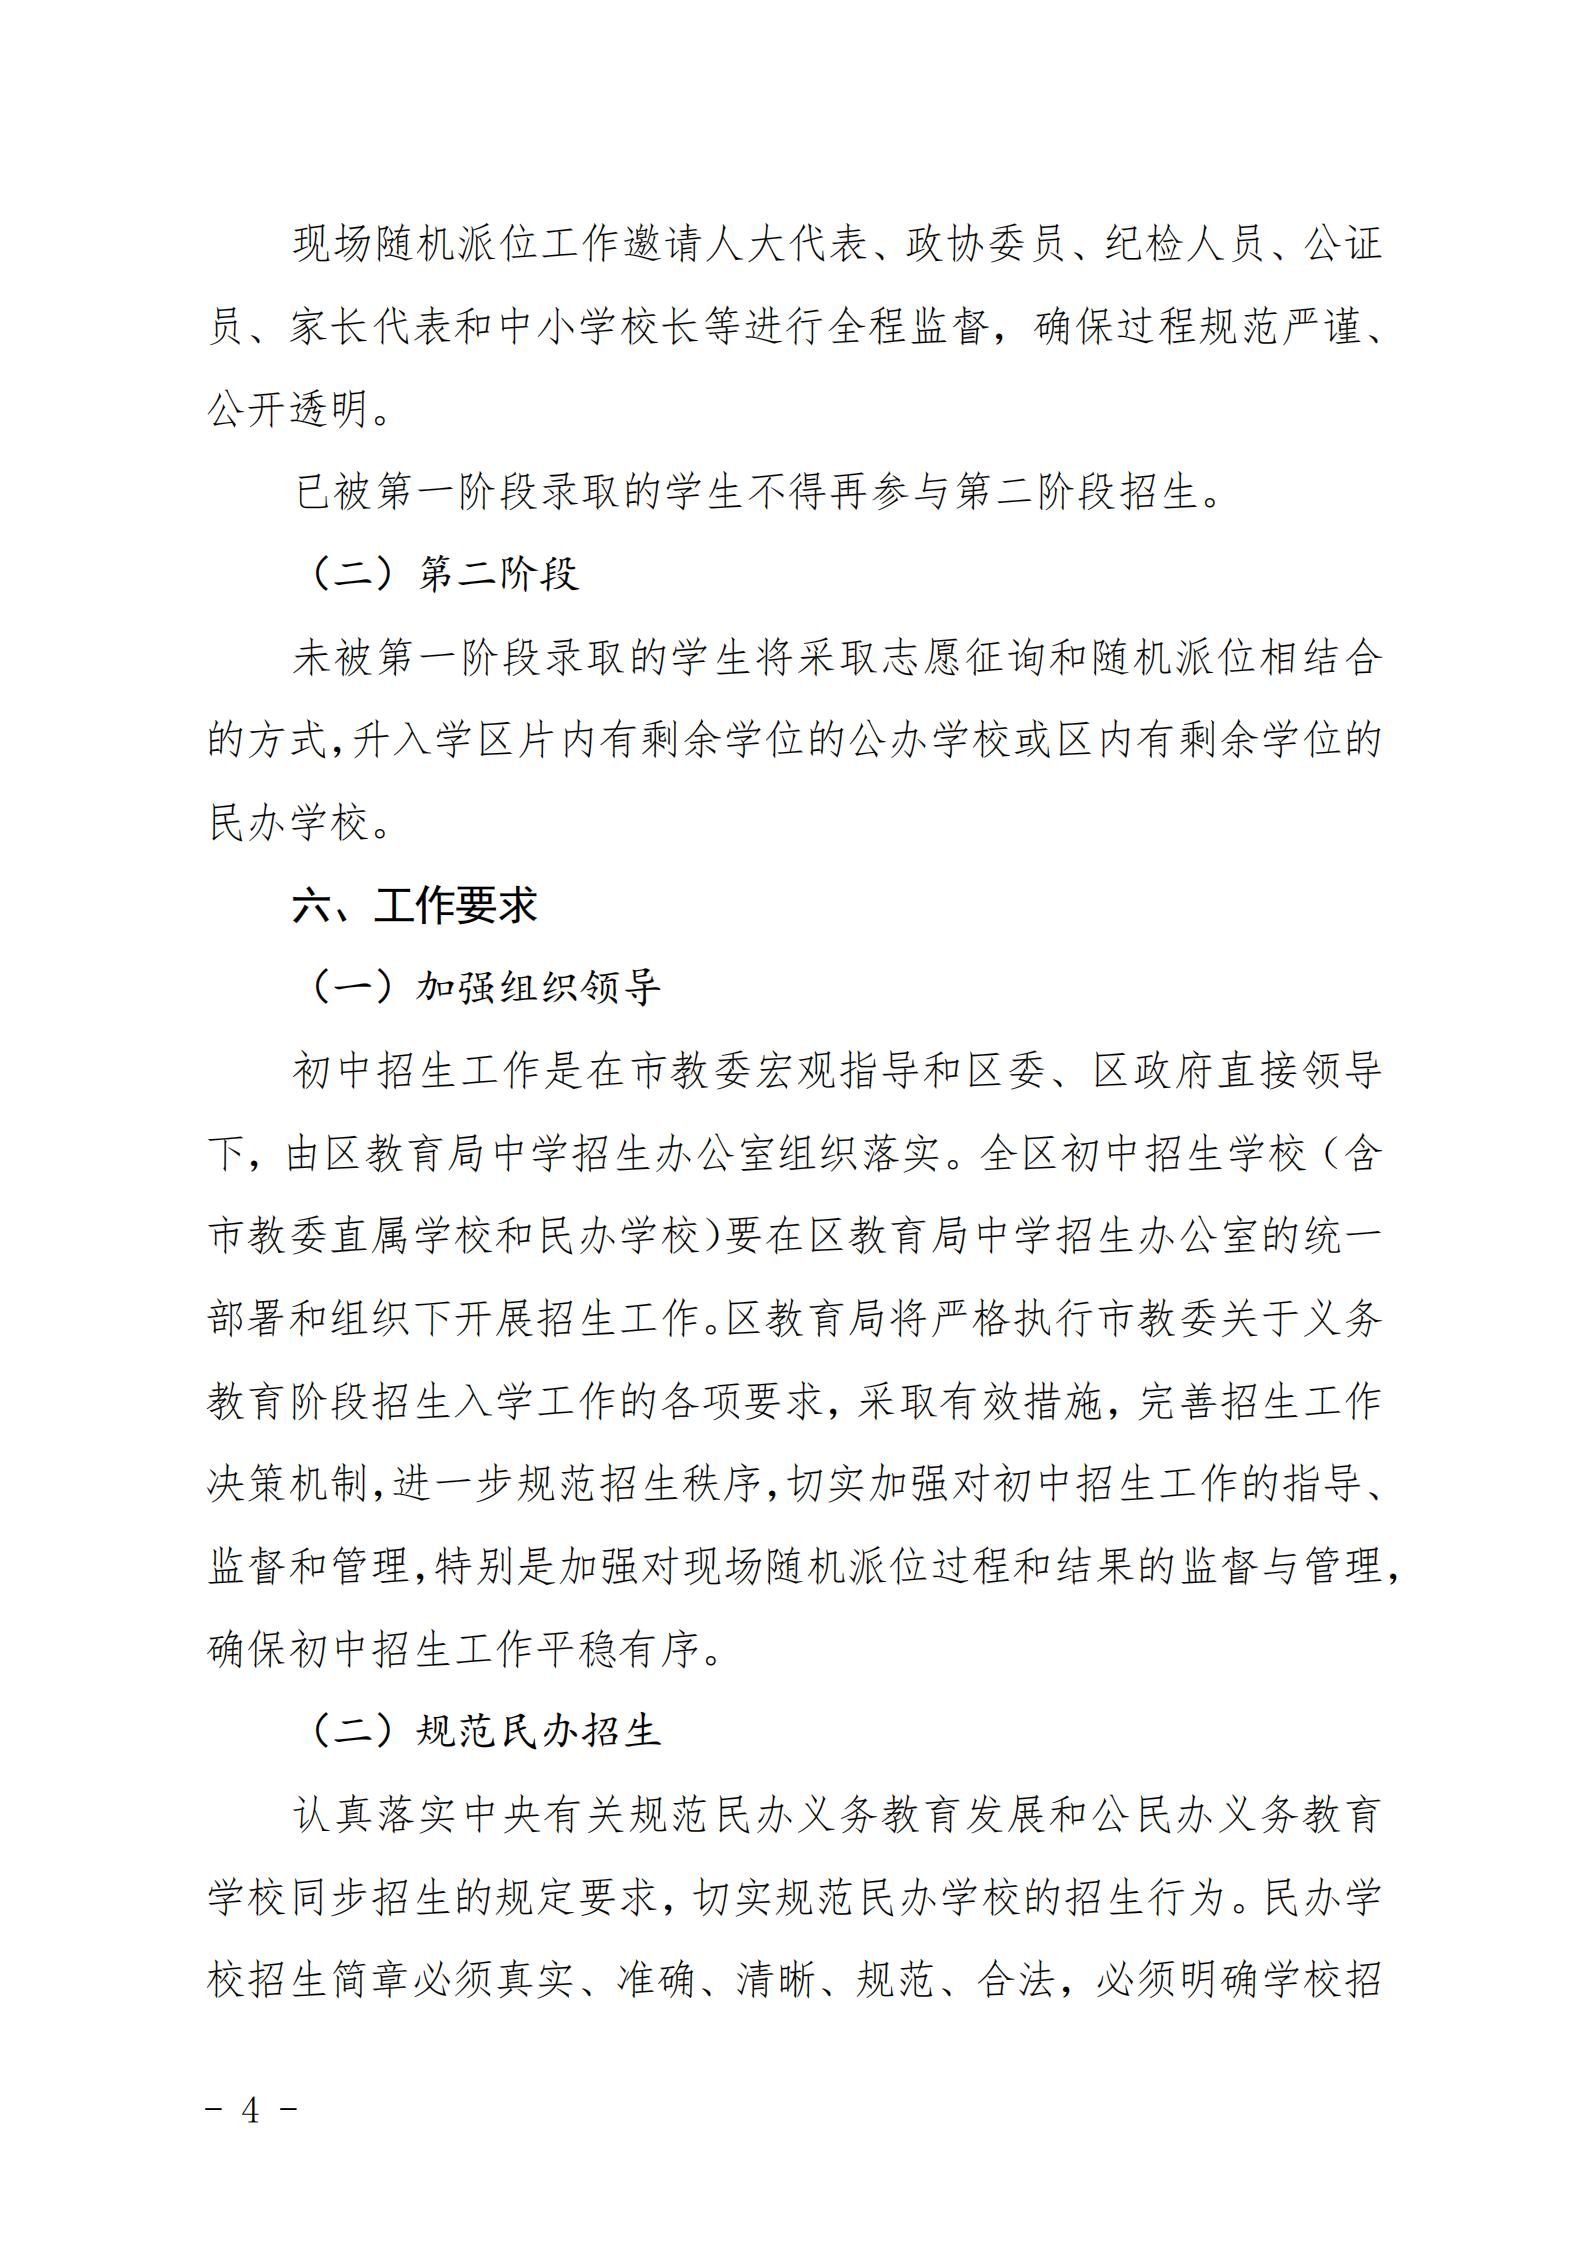 现场随机派位工作邀请人大代表、政协委员、纪检人员、公证
员、家长代表和中小学校长等进行全程监督，确保过程规范严谨、
公开透明。
已被第一阶段录取的学生不得再参与第二阶段招生。
（二）第二阶段
未被第一阶段录取的学生将采取志愿征询和随机派位相结合
的方式，升入学区片内有剩余学位的公办学校或区内有剩余学位的
民办学校。
六、工作要求
（一）加强组织领导
初中招生工作是在市教委宏观指导和区委、区政府直接领导
下，由区教育局中学招生办公室组织落实。全区初中招生学校（含
市教委直属学校和民办学校）要在区教育局中学招生办公室的统一
部署和组织下开展招生工作。区教育局将严格执行市教委关于义务
教育阶段招生入学工作的各项要求，采取有效措施，完善招生工作
决策机制，进一步规范招生秩序，切实加强对初中招生工作的指导、
监督和管理，特别是加强对现场随机派位过程和结果的监督与管理，
确保初中招生工作平稳有序。
（二）规范民办招生
认真落实中央有关规范民办义务教育发展和公民办义务教育
学校同步招生的规定要求，切实规范民办学校的招生行为。民办学
校招生简章必须真实、准确、清晰、规范、合法，必须明确学校招
- 4 -